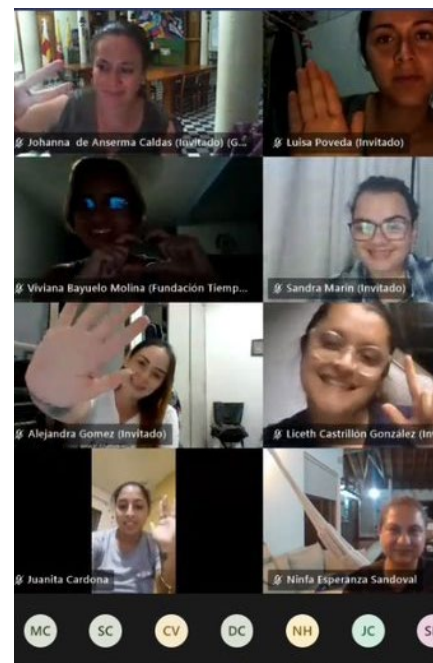 Johanna de Anserma Caldas (Invitado) (G...
Luisa Poveda (Invitado)
Viviana Bayuelo Molina (Fundación Tiemp...
Sandra Marin (Invitado)
Alejandra Gomez (Invitado)
Liceth Castrillón González (In
Juanita Cardona
Ninfa Esperanza Sandoval
MC SC CV DC NH JC S